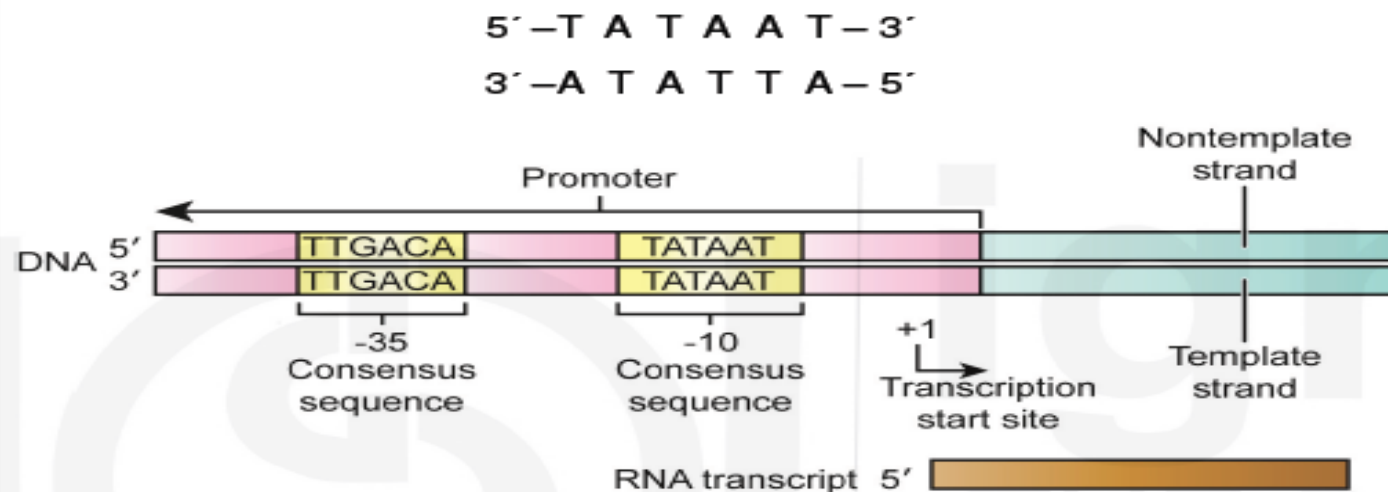 5´ –T A T A A T– 3´
3´ –A T A T T A– 5´
Nontemplate
strand
Promoter
DNA
5′ TTGACA TATAAT
3′ TTGACA TATAAT
-35
Consensus
sequence
-10
Consensus
sequence
+1
Transcription
start site
Template
strand
RNA transcript 5′